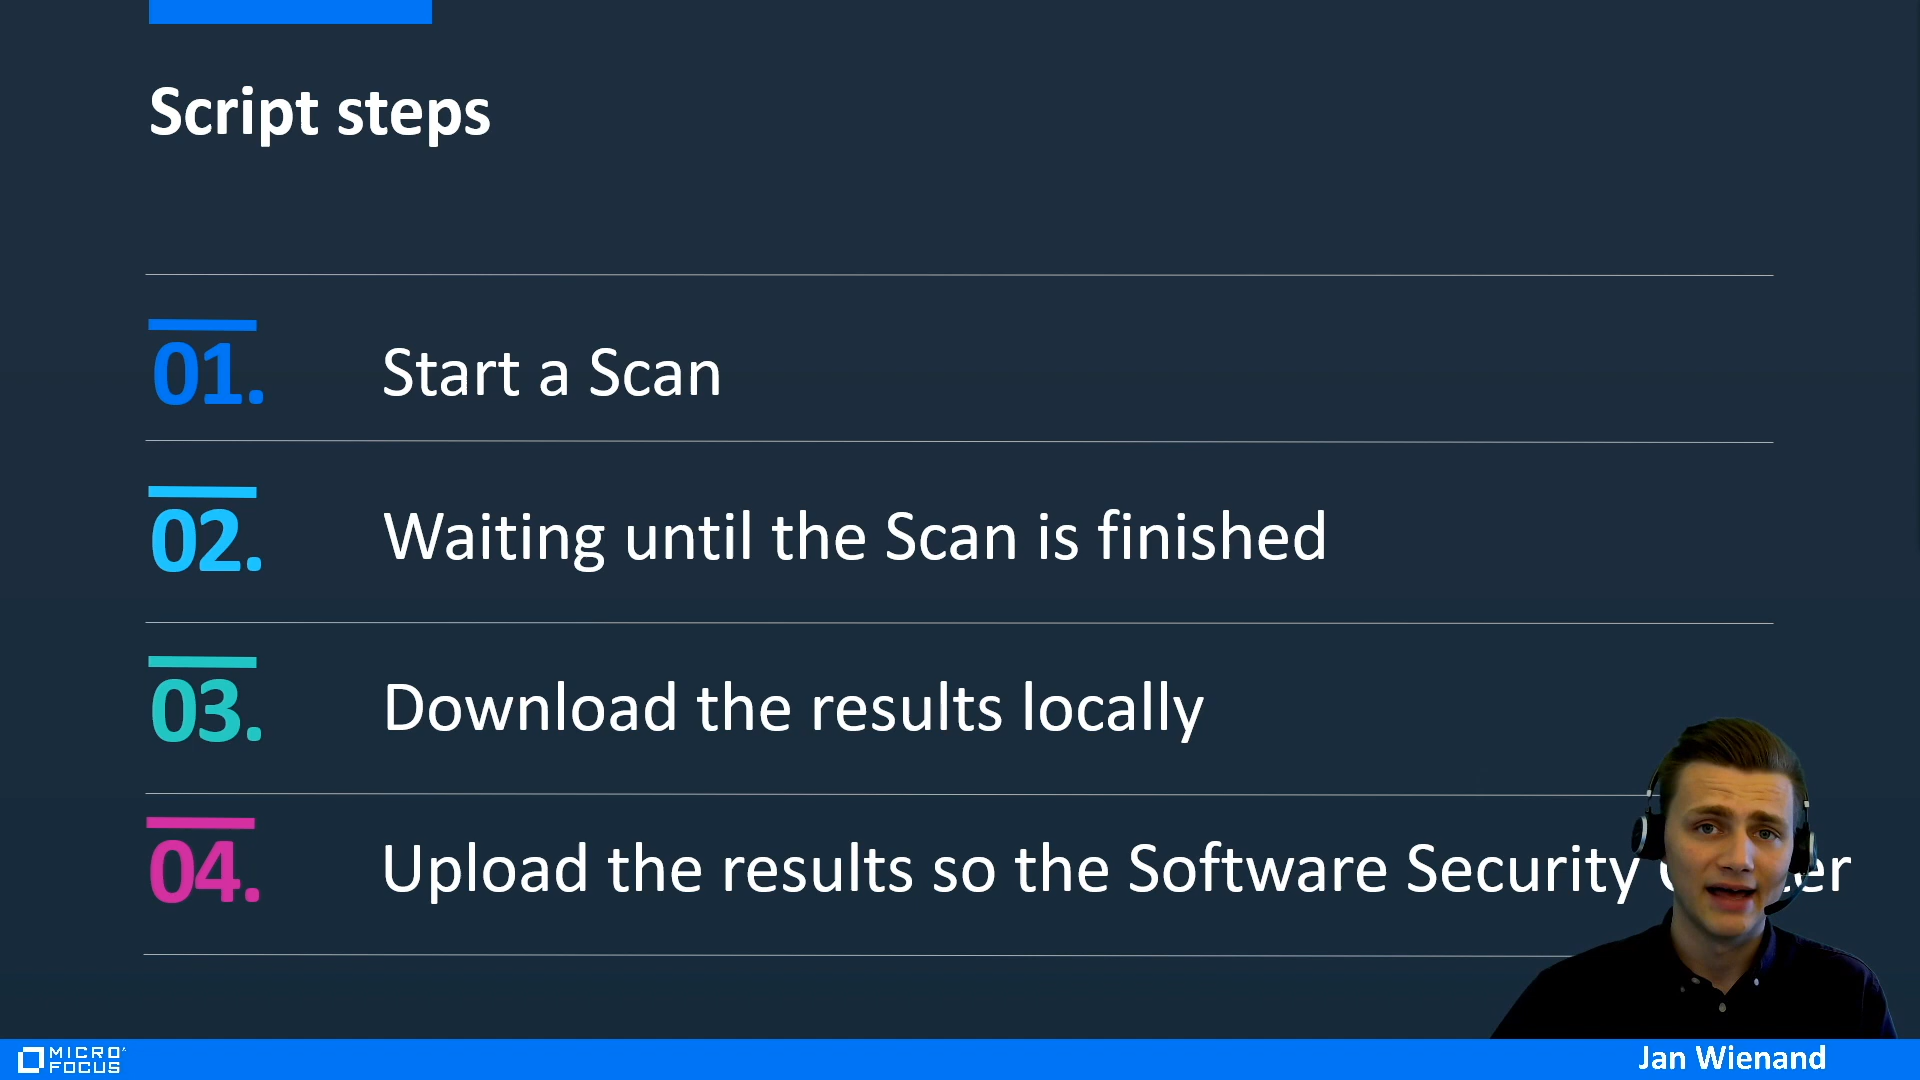 Script steps
01. Start a Scan
02. Waiting until the Scan is finished
03. Download the results locally
04. Upload the results so the Software Security
MICRO
FOCUS
Jan Wienand